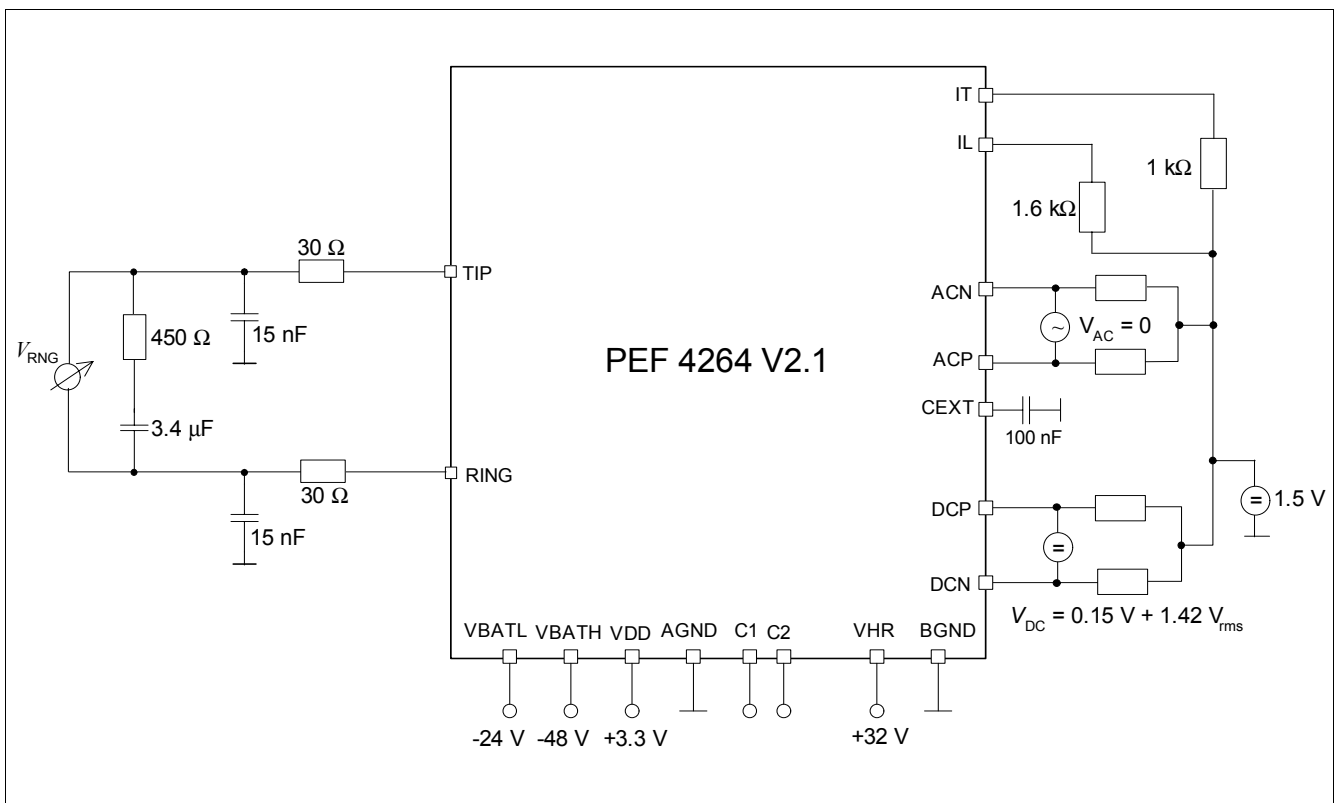 IT
IL
1 kΩ
1.6 kΩ
30 Ω
TIP
ACN
450 Ω
15 nF
V_AC = 0
V_RNG
PEF 4264 V2.1
ACP
CEXT
3.4 µF
100 nF
RING
30 Ω
DCP
1.5 V
15 nF
DCN
V_DC = 0.15 V + 1.42 V_rms
VBATL VBATH VDD AGND C1 C2 VHR BGND
-24 V -48 V +3.3 V +32 V